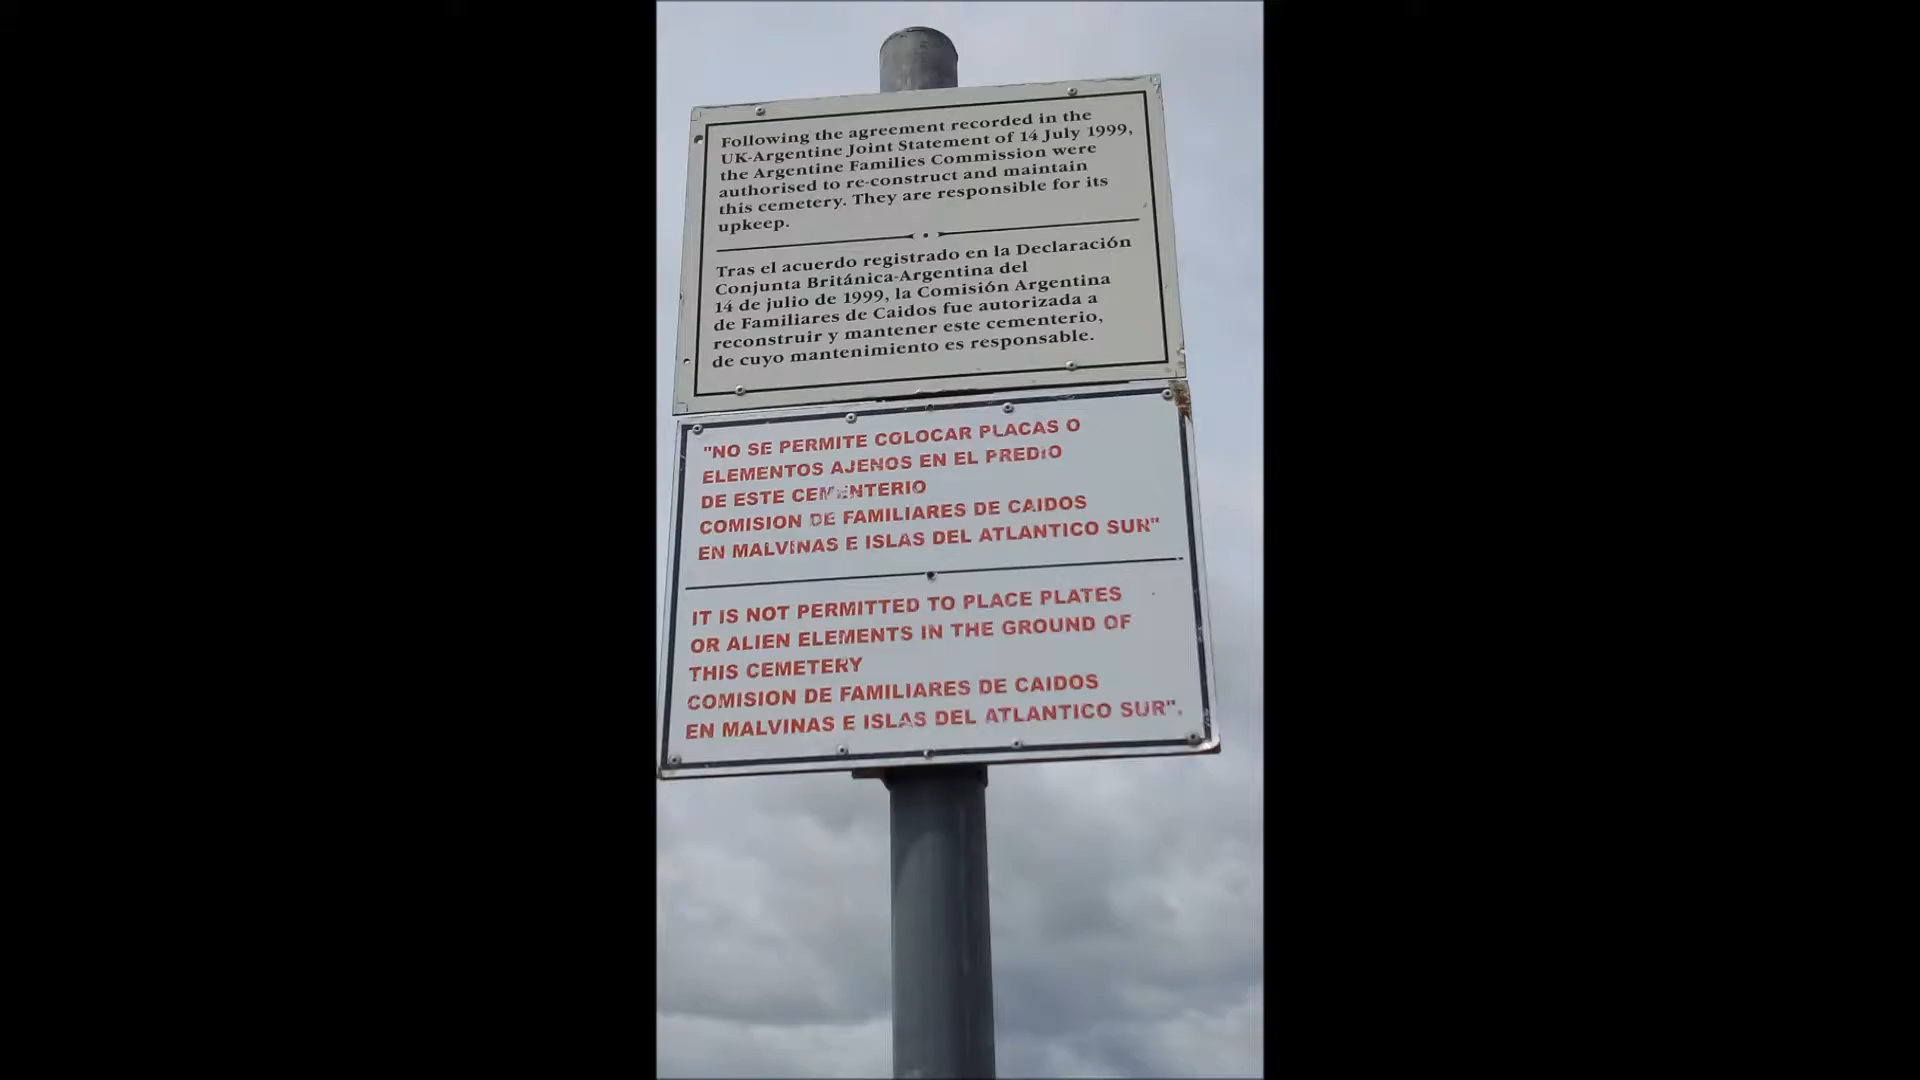 Following the agreement recorded in the
UK-Argentine Joint Statement of 14 July 1999,
the Argentine Families Commission were
authorised to re-construct and maintain
this cemetery. They are responsible for its
upkeep.
Tras el acuerdo registrado en la Declaración
Conjunta Británica-Argentina del
14 de julio de 1999, la Comisión Argentina
de Familiares de Caidos fue autorizada a
reconstruir y mantener este cementerio,
de cuyo mantenimiento es responsable.
"NO SE PERMITE COLOCAR PLACAS O
ELEMENTOS AJENOS EN EL PREDIO
DE ESTE CEMENTERIO
COMISION DE FAMILIARES DE CAIDOS
EN MALVINAS E ISLAS DEL ATLANTICO SUR"
IT IS NOT PERMITTED TO PLACE PLATES
OR ALIEN ELEMENTS IN THE GROUND OF
THIS CEMETERY
COMISION DE FAMILIARES DE CAIDOS
EN MALVINAS E ISLAS DEL ATLANTICO SUR".